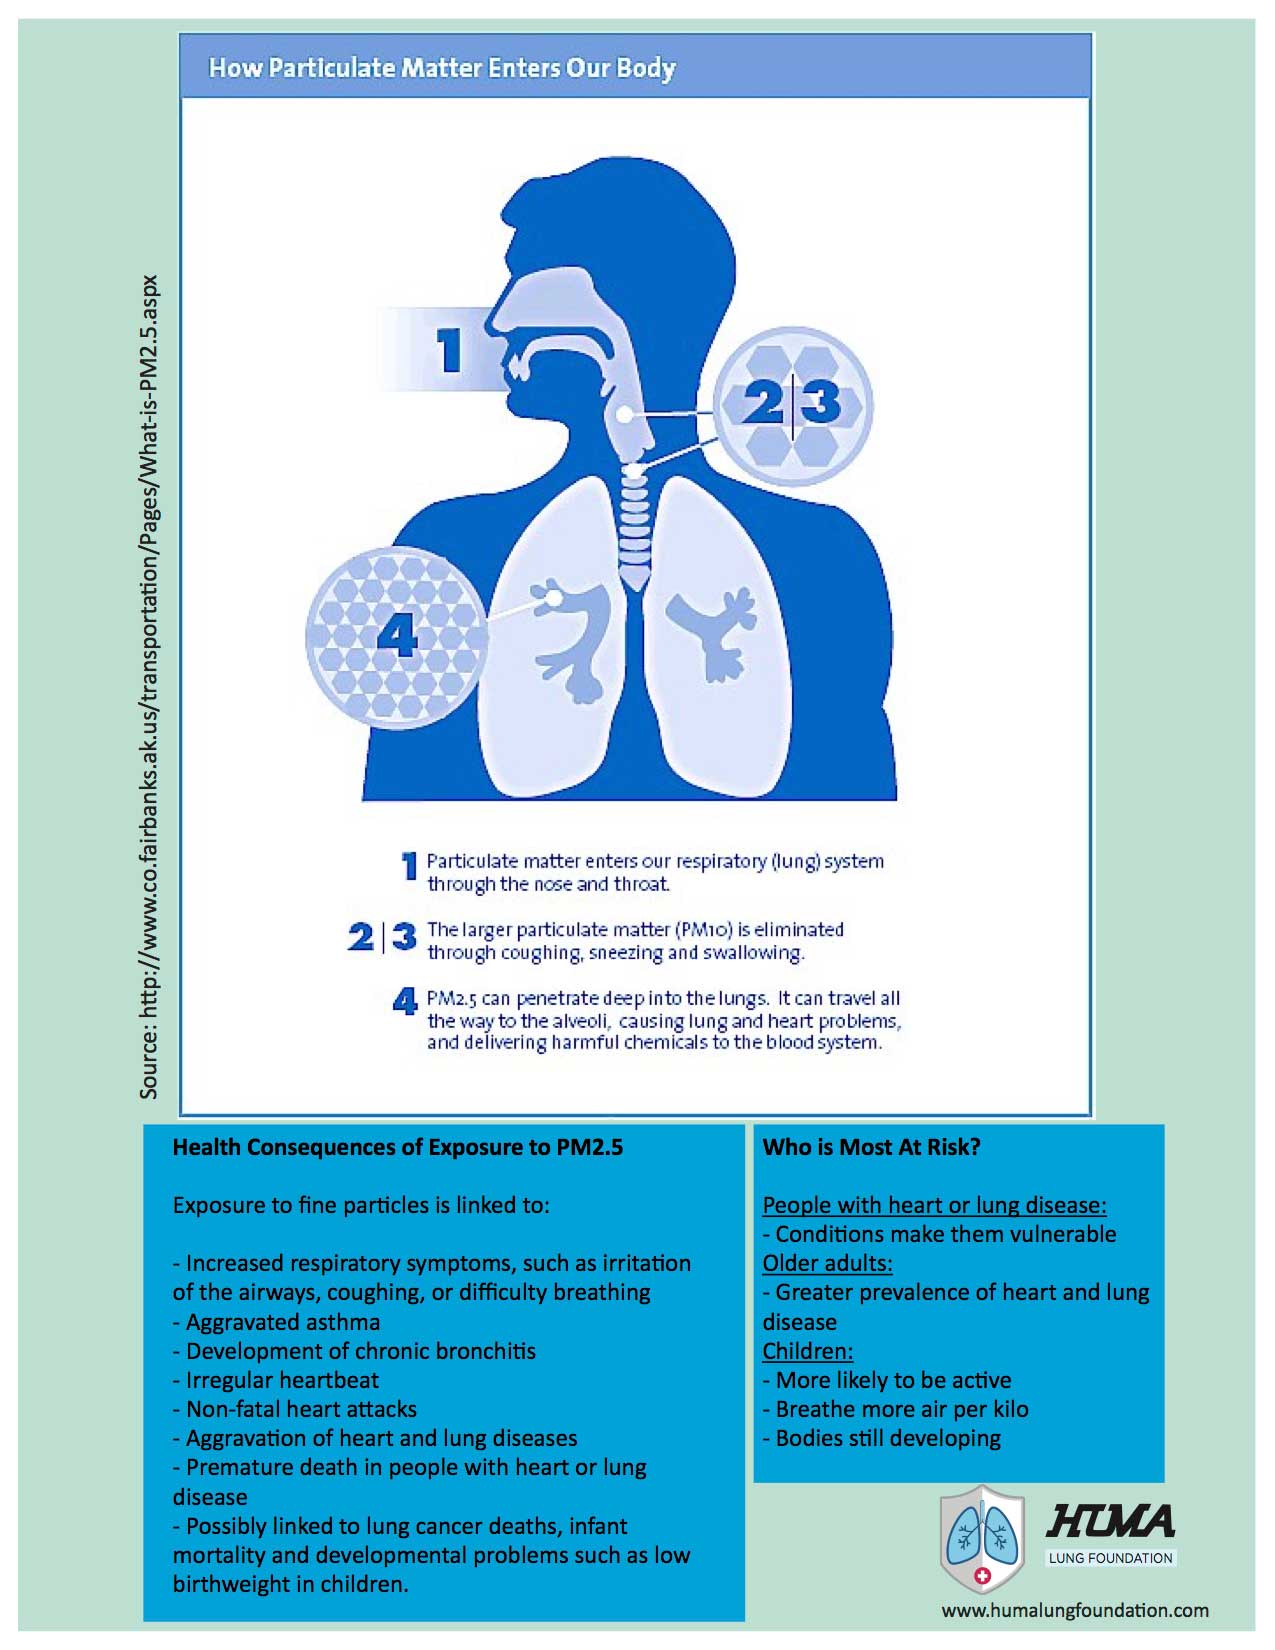 How Particulate Matter Enters Our Body
Source: http://www.co.fairbanks.ak.us/transportation/Pages/What-is-PM2.5.aspx
1
2|3
4
1 Particulate matter enters our respiratory (lung) system
through the nose and throat.
2|3 The larger particulate matter (PM10) is eliminated
through coughing, sneezing and swallowing.
4 PM2.5 can penetrate deep into the lungs. It can travel all
the way to the alveoli, causing lung and heart problems,
and delivering harmful chemicals to the blood system.
Health Consequences of Exposure to PM2.5
Exposure to fine particles is linked to:
- Increased respiratory symptoms, such as irritation
of the airways, coughing, or difficulty breathing
- Aggravated asthma
- Development of chronic bronchitis
- Irregular heartbeat
- Non-fatal heart attacks
- Aggravation of heart and lung diseases
- Premature death in people with heart or lung
disease
- Possibly linked to lung cancer deaths, infant
mortality and developmental problems such as low
birthweight in children.
Who is Most At Risk?
People with heart or lung disease:
- Conditions make them vulnerable
Older adults:
- Greater prevalence of heart and lung
disease
Children:
- More likely to be active
- Breathe more air per kilo
- Bodies still developing
HUMA
LUNG FOUNDATION
www.humalungfoundation.com